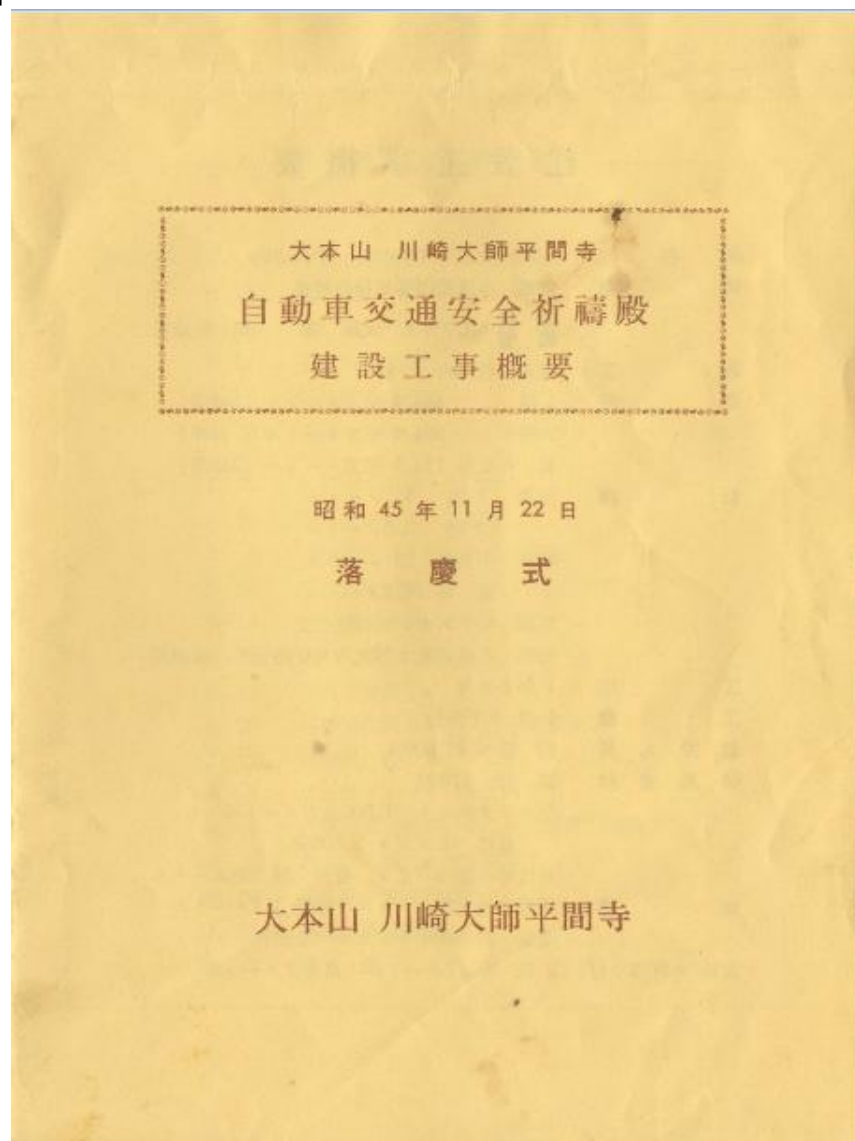 大本山 川崎大師平間寺
自動車交通安全祈禱殿
建設工事概要
昭和 45 年 11 月 22 日
落慶式
大本山 川崎大師平間寺